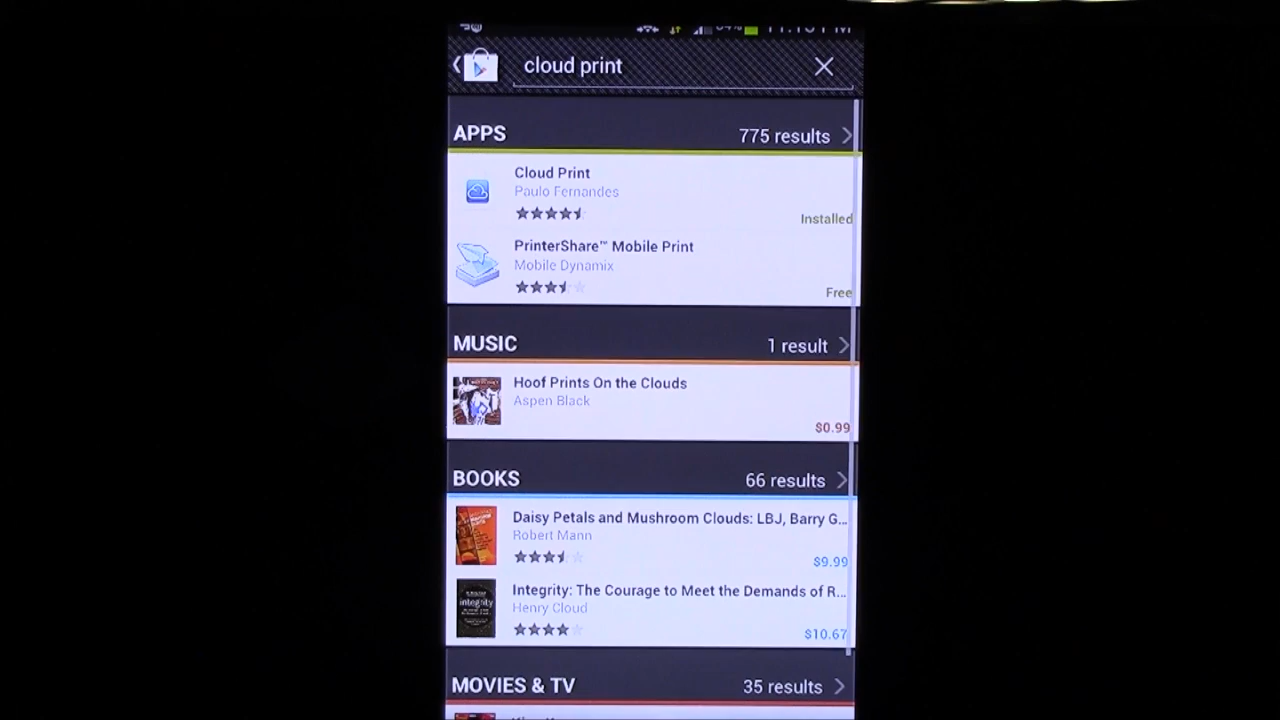 cloud print
APPS
775 results
Cloud Print
Paulo Fernandes
Installed
PrinterShare™ Mobile Print
Mobile Dynamix
Free
MUSIC
1 result
Hoof Prints On the Clouds
Aspen Black
$0.99
BOOKS
66 results
Daisy Petals and Mushroom Clouds: LBJ, Barry G...
Robert Mann
$9.99
integrity
Integrity: The Courage to Meet the Demands of R...
Henry Cloud
$10.67
MOVIES & TV
35 results